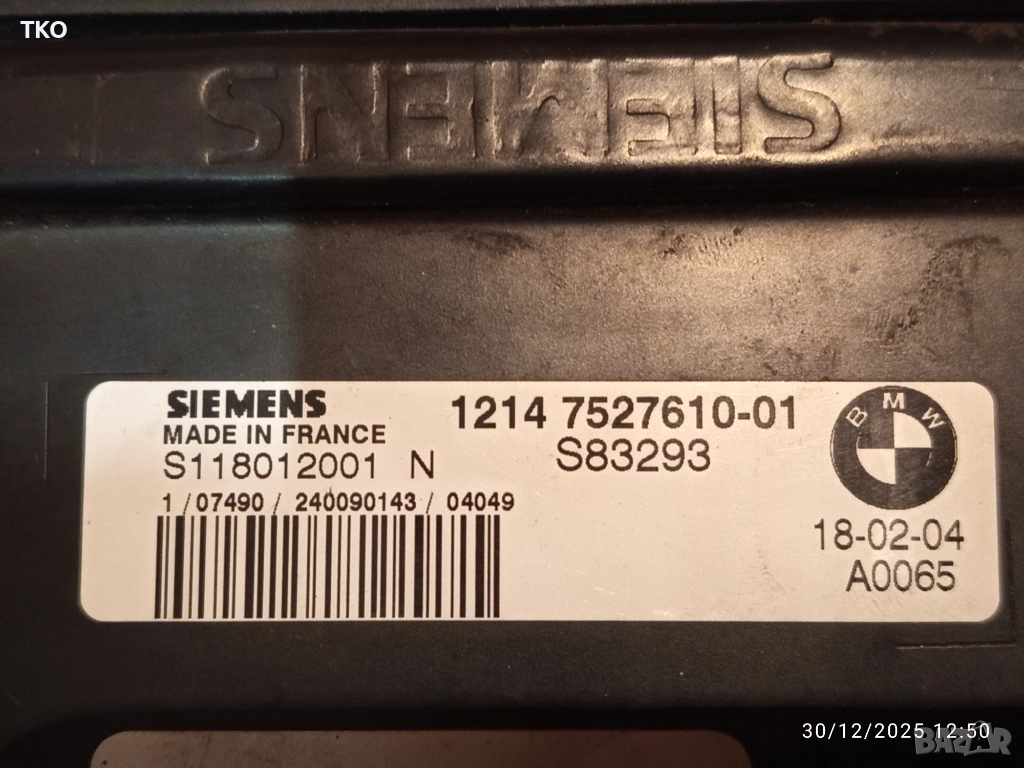 TKO
SIEMENS
SIEMENS
MADE IN FRANCE
S118012001 N
1/07490/240090143/04049
1214 7527610-01
S83293
BMW
18-02-04
A0065
30/12/2025 12:50
BAZAR